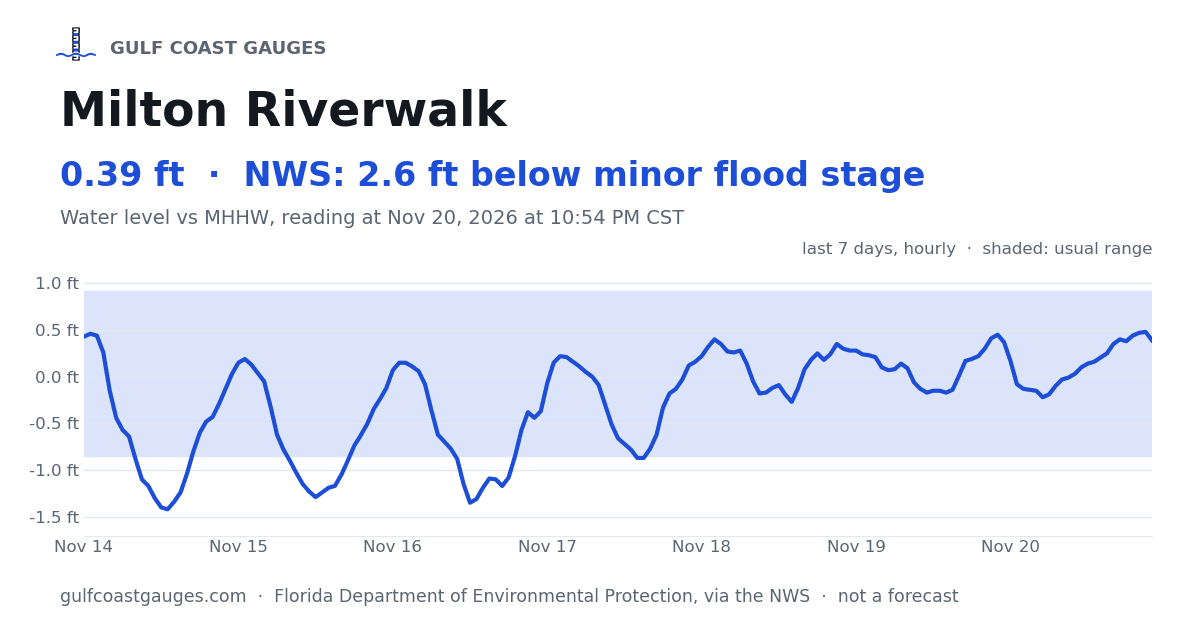 GULF COAST GAUGES
Milton Riverwalk
0.39 ft · NWS: 2.6 ft below minor flood stage
Water level vs MHHW, reading at Nov 20, 2026 at 10:54 PM CST
last 7 days, hourly · shaded: usual range
1.0 ft
0.5 ft
0.0 ft
-0.5 ft
-1.0 ft
-1.5 ft
Nov 14 Nov 15 Nov 16 Nov 17 Nov 18 Nov 19 Nov 20
gulfcoastgauges.com · Florida Department of Environmental Protection, via the NWS · not a forecast